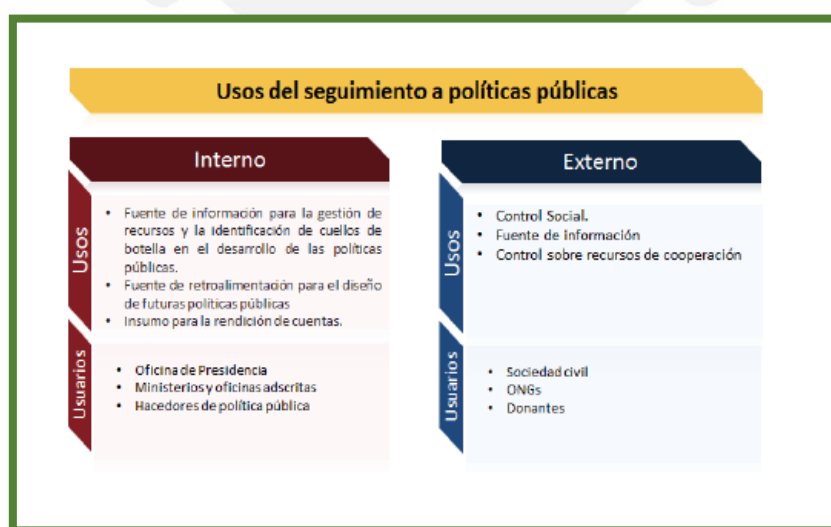 Usos del seguimiento a políticas públicas
Interno
Usos
• Fuente de información para la gestión de
recursos y la identificación de cuellos de
botella en el desarrollo de las políticas
públicas.
• Fuente de retroalimentación para el diseño
de futuras políticas públicas
• Insumo para la rendición de cuentas.
Usuarios
• Oficina de Presidencia
• Ministerios y oficinas adscritas
• Hacedores de política pública
Externo
Usos
• Control Social.
• Fuente de información
• Control sobre recursos de cooperación
Usuarios
• Sociedad civil
• ONGs
• Donantes